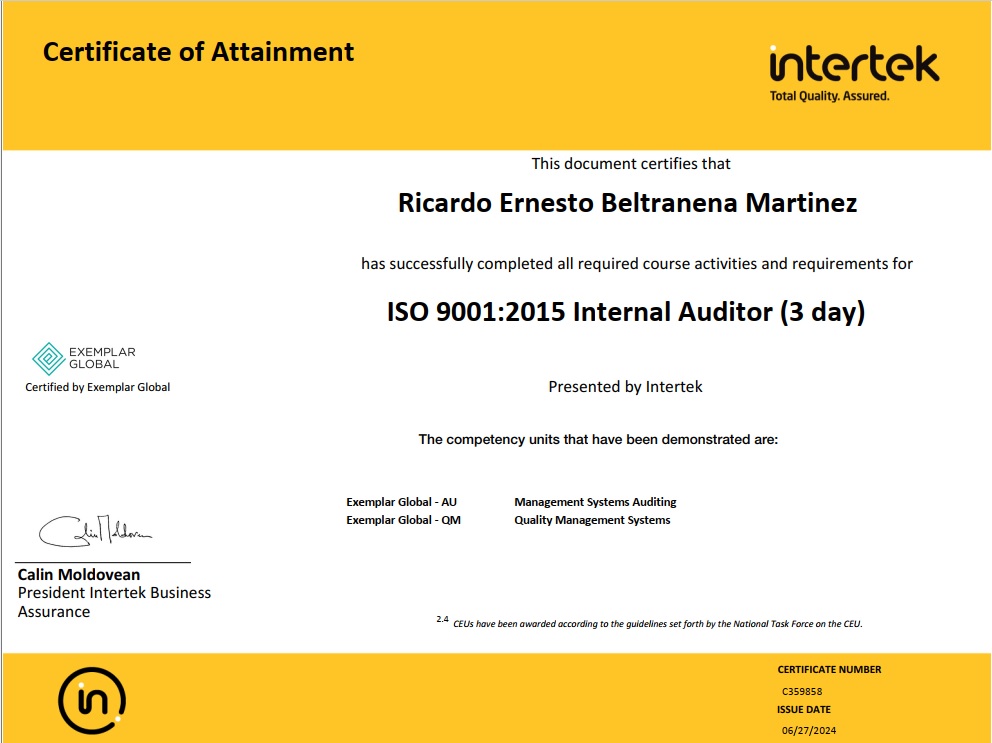 Certificate of Attainment
intertek
Total Quality. Assured.
This document certifies that
Ricardo Ernesto Beltranena Martinez
has successfully completed all required course activities and requirements for
ISO 9001:2015 Internal Auditor (3 day)
EXEMPLAR
GLOBAL
Certified by Exemplar Global
Presented by Intertek
The competency units that have been demonstrated are:
Exemplar Global - AU Management Systems Auditing
Exemplar Global - QM Quality Management Systems
Calin Moldovean
Calin Moldovean
President Intertek Business
Assurance
2.4 CEUs have been awarded according to the guidelines set forth by the National Task Force on the CEU.
in
CERTIFICATE NUMBER
C359858
ISSUE DATE
06/27/2024